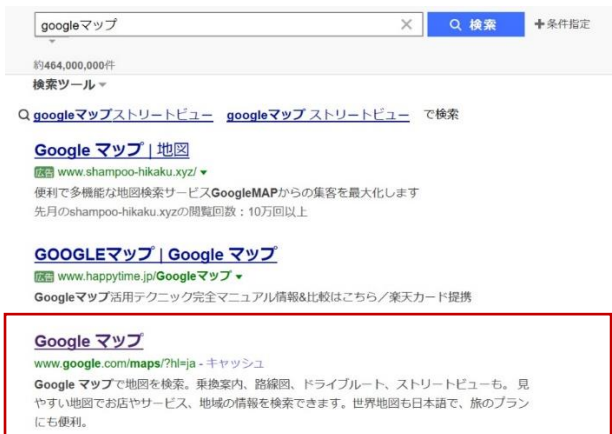 googleマップ × 検索 +条件指定
約464,000,000件
検索ツール
googleマップストリートビュー googleマップ ストリートビュー で検索
Google マップ | 地図
広告 www.shampoo-hikaku.xyz/
便利で多機能な地図検索サービスGoogleMAPからの集客を最大化します
先月のshampoo-hikaku.xyzの閲覧回数：10万回以上
GOOGLEマップ | Google マップ
広告 www.happytime.jp/Googleマップ
Googleマップ活用テクニック完全マニュアル情報&比較はこちら／楽天カード提携
Google マップ
www.google.com/maps/?hl=ja - キャッシュ
Google マップで地図を検索。乗換案内、路線図、ドライブルート、ストリートビューも。 見
やすい地図でお店やサービス、地域の情報を検索できます。世界地図も日本語で、旅のプラン
にも便利。